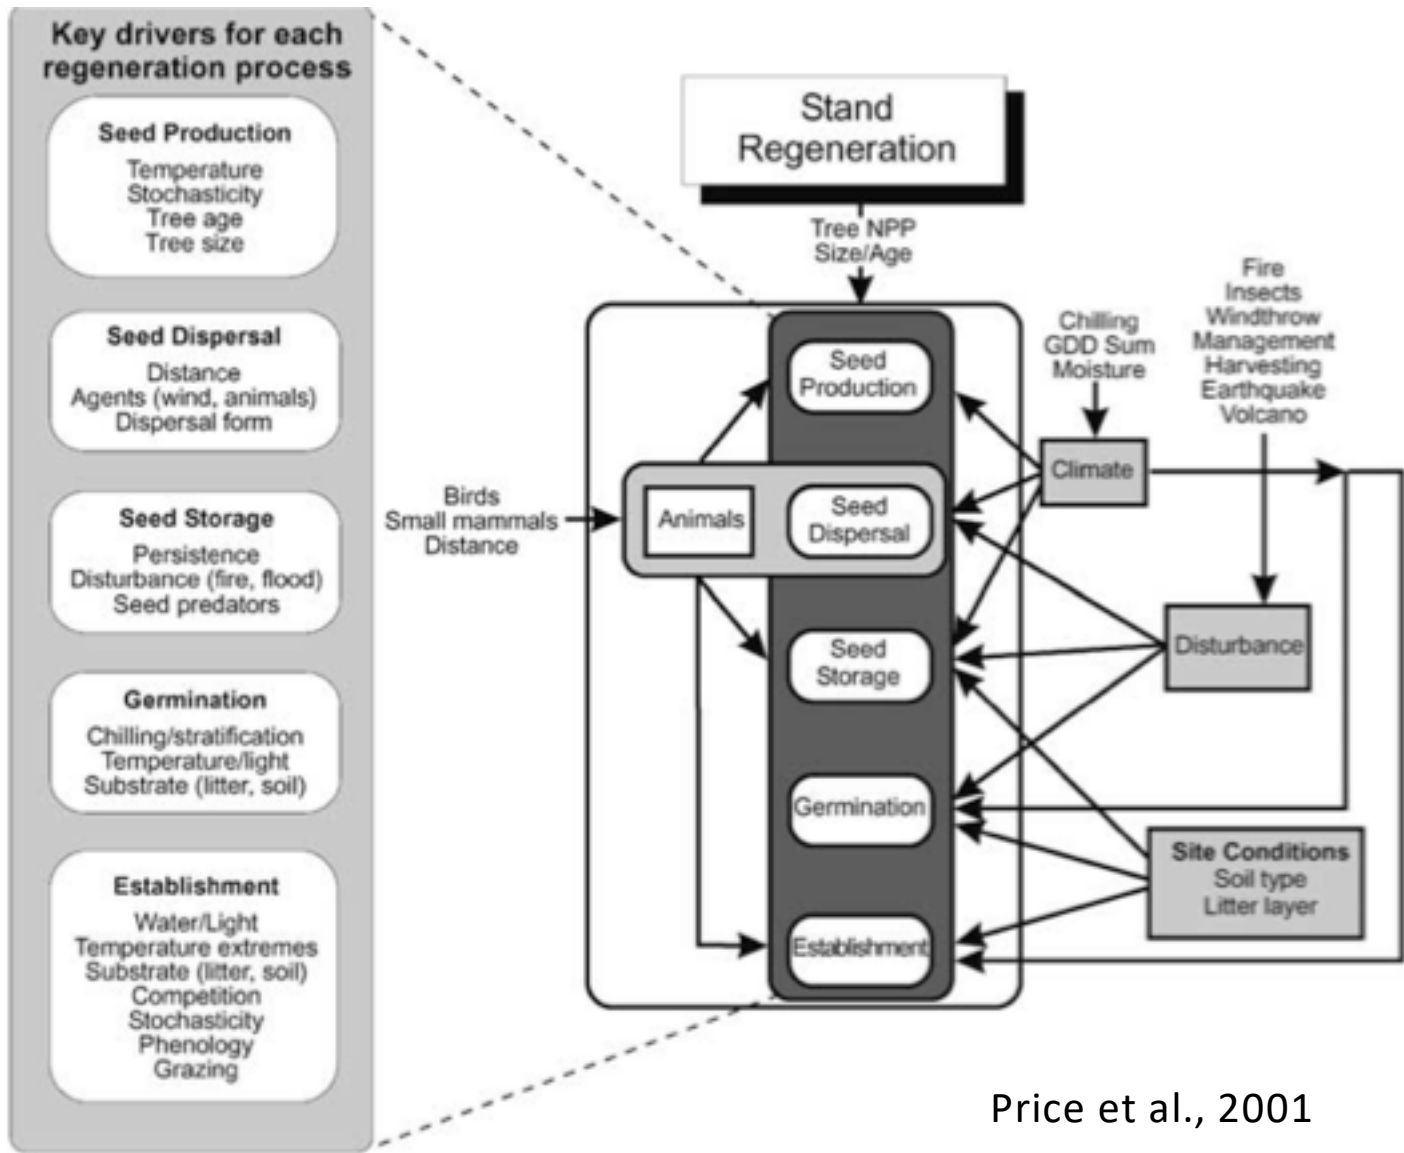 Key drivers for each
regeneration process
Seed Production
Temperature
Stochasticity
Tree age
Tree size
Seed Dispersal
Distance
Agents (wind, animals)
Dispersal form
Seed Storage
Persistence
Disturbance (fire, flood)
Seed predators
Germination
Chilling/stratification
Temperature/light
Substrate (litter, soil)
Establishment
Water/Light
Temperature extremes
Substrate (litter, soil)
Competition
Stochasticity
Phenology
Grazing
Stand
Regeneration
Tree NPP
Size/Age
Seed
Production
Birds
Small mammals
Distance
Animals
Seed
Dispersal
Seed
Storage
Germination
Establishment
Chilling
GDD Sum
Moisture
Climate
Fire
Insects
Windthrow
Management
Harvesting
Earthquake
Volcano
Disturbance
Site Conditions
Soil type
Litter layer
Price et al., 2001